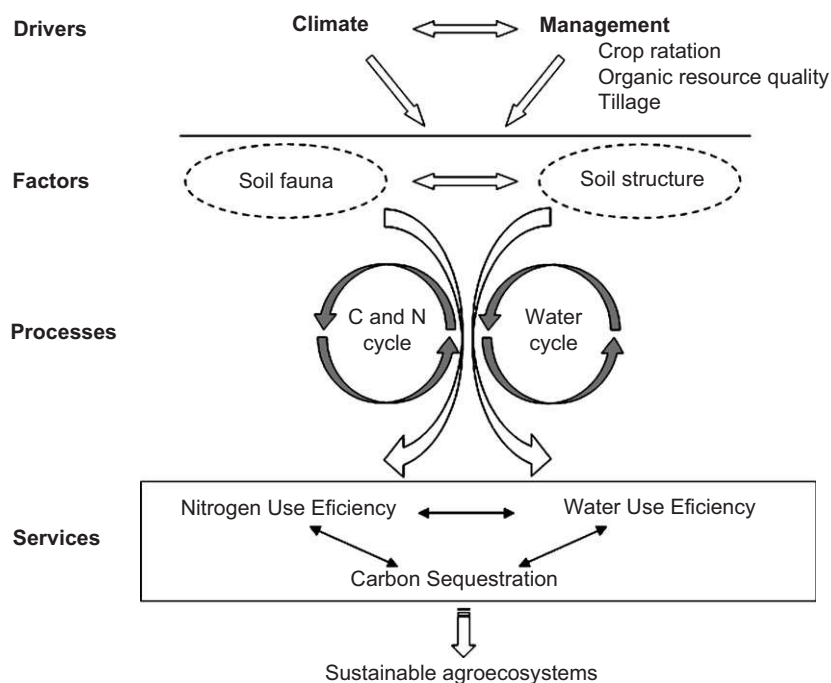 Drivers
Climate
Management
Crop ratation
Organic resource quality
Tillage
Factors
Soil fauna
Soil structure
Processes
C and N
cycle
Water
cycle
Services
Nitrogen Use Eficiency
Water Use Eficiency
Carbon Sequestration
Sustainable agroecosystems